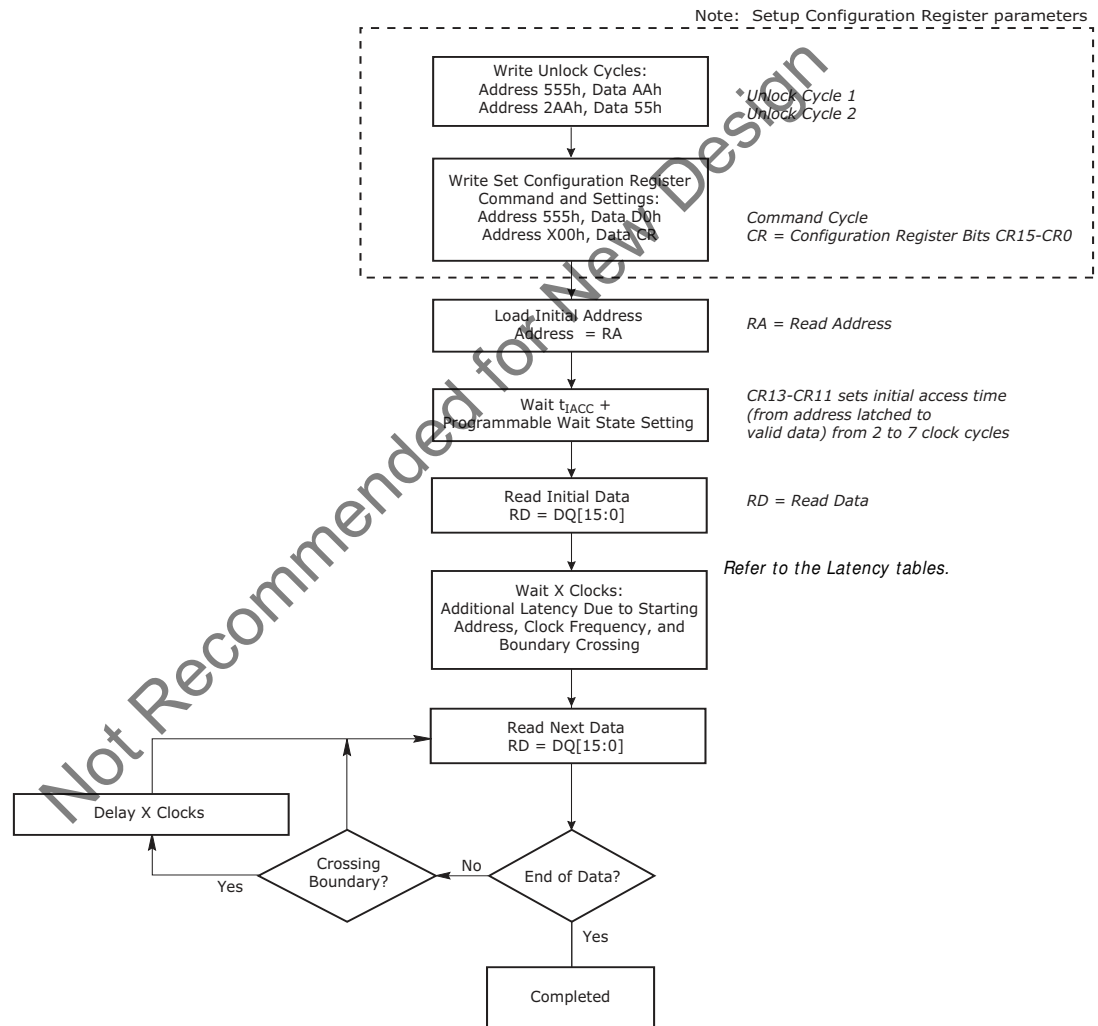 Note: Setup Configuration Register parameters
Write Unlock Cycles:
Address 555h, Data AAh
Address 2AAh, Data 55h
Unlock Cycle 1
Unlock Cycle 2
Write Set Configuration Register
Command and Settings:
Address 555h, Data D0h
Address X00h, Data CR
Command Cycle
CR = Configuration Register Bits CR15-CR0
Load Initial Address
Address = RA
RA = Read Address
Wait tIACC +
Programmable Wait State Setting
CR13-CR11 sets initial access time
(from address latched to
valid data) from 2 to 7 clock cycles
Read Initial Data
RD = DQ[15:0]
RD = Read Data
Wait X Clocks:
Additional Latency Due to Starting
Address, Clock Frequency, and
Boundary Crossing
Refer to the Latency tables.
Read Next Data
RD = DQ[15:0]
Delay X Clocks
Crossing
Boundary?
Yes
No
End of Data?
Yes
Completed
Not Recommended for New Design